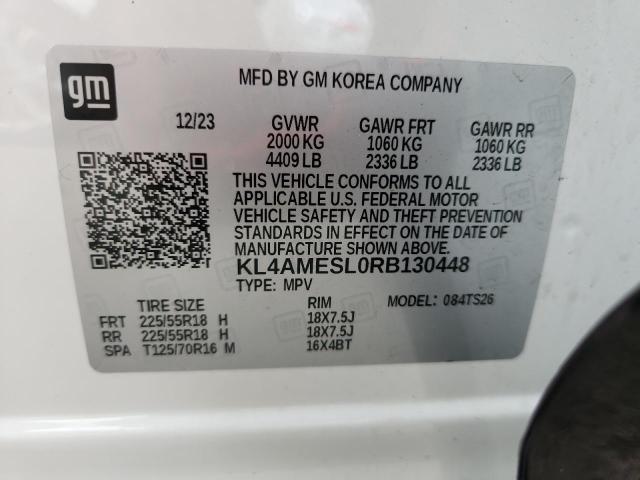 gm
MFD BY GM KOREA COMPANY
12/23 GVWR GAWR FRT GAWR RR
2000 KG 1060 KG 1060 KG
4409 LB 2336 LB 2336 LB
THIS VEHICLE CONFORMS TO ALL
APPLICABLE U.S. FEDERAL MOTOR
VEHICLE SAFETY AND THEFT PREVENTION
STANDARDS IN EFFECT ON THE DATE
OF MANUFACTURE SHOWN ABOVE.
KL4AMESL0RB130448
TYPE: MPV
TIRE SIZE RIM MODEL: 084TS26
FRT 225/55R18 H 18X7.5J
RR 225/55R18 H 18X7.5J
SPA T125/70R16 M 16X4BT